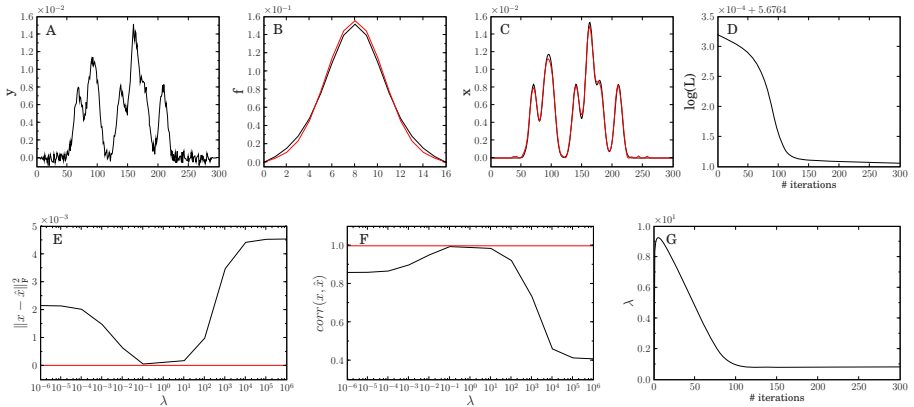 ×10⁻²
A
y
1.6
1.4
1.2
1.0
0.8
0.6
0.4
0.2
0.0
0 50 100 150 200 250 300
×10⁻¹
B
f
1.6
1.4
1.2
1.0
0.8
0.6
0.4
0.2
0.0
0 2 4 6 8 10 12 14 16
×10⁻²
C
x
1.6
1.4
1.2
1.0
0.8
0.6
0.4
0.2
0.0
0 50 100 150 200 250 300
×10⁻⁴ + 5.6764
D
log(L)
3.0
2.5
2.0
1.5
1.0
0 50 100 150 200 250 300
# iterations
×10⁻³
E
‖x − x̂‖²_F
5
4
3
2
1
0
10⁻⁶ 10⁻⁵ 10⁻⁴ 10⁻³ 10⁻² 10⁻¹ 10⁰ 10¹ 10² 10³ 10⁴ 10⁵ 10⁶
λ
F
corr(x, x̂)
1.0
0.8
0.6
0.4
10⁻⁶ 10⁻⁵ 10⁻⁴ 10⁻³ 10⁻² 10⁻¹ 10⁰ 10¹ 10² 10³ 10⁴ 10⁵ 10⁶
λ
×10¹
G
λ
1.0
0.8
0.6
0.4
0.2
0.0
0 50 100 150 200 250 300
# iterations